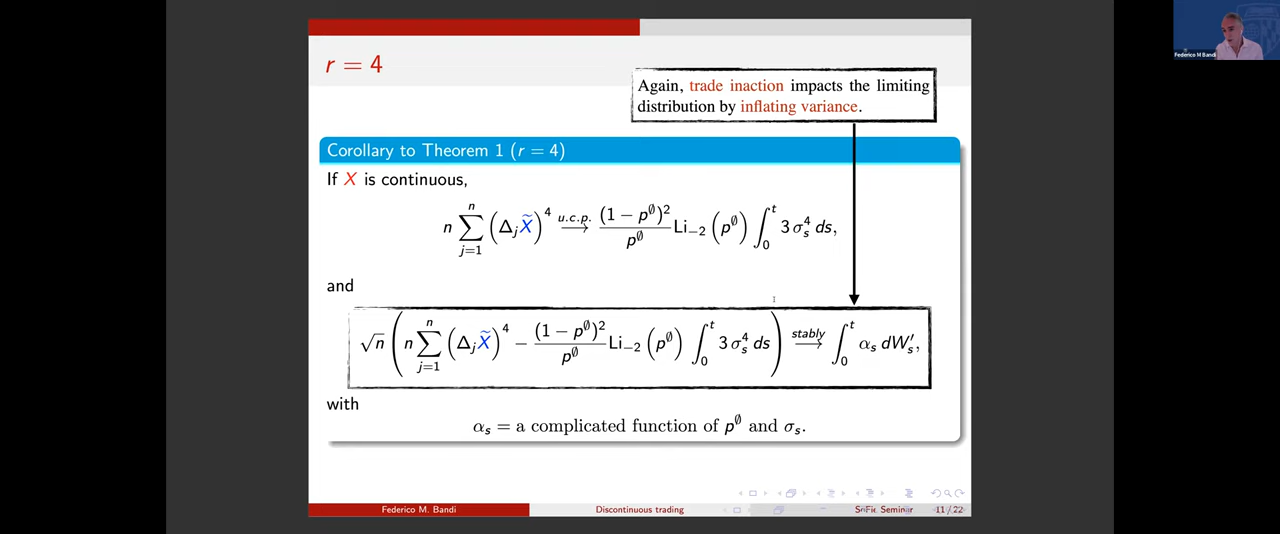 r = 4
Again, trade inaction impacts the limiting
distribution by inflating variance.
Corollary to Theorem 1 (r = 4)
If X is continuous,
n ∑_{j=1}^{n} (Δ_j X̃)^4 →^{u.c.p.} (1 − p^∅)^2 / p^∅ Li_{−2} (p^∅) ∫_0^t 3 σ_s^4 ds,
and
√n ( n ∑_{j=1}^{n} (Δ_j X̃)^4 − (1 − p^∅)^2 / p^∅ Li_{−2} (p^∅) ∫_0^t 3 σ_s^4 ds ) →^{stably} ∫_0^t α_s dW′_s,
with
α_s = a complicated function of p^∅ and σ_s.
Federico M. Bandi Discontinuous trading SoFiE Seminar 11 / 22
Federico M Bandi